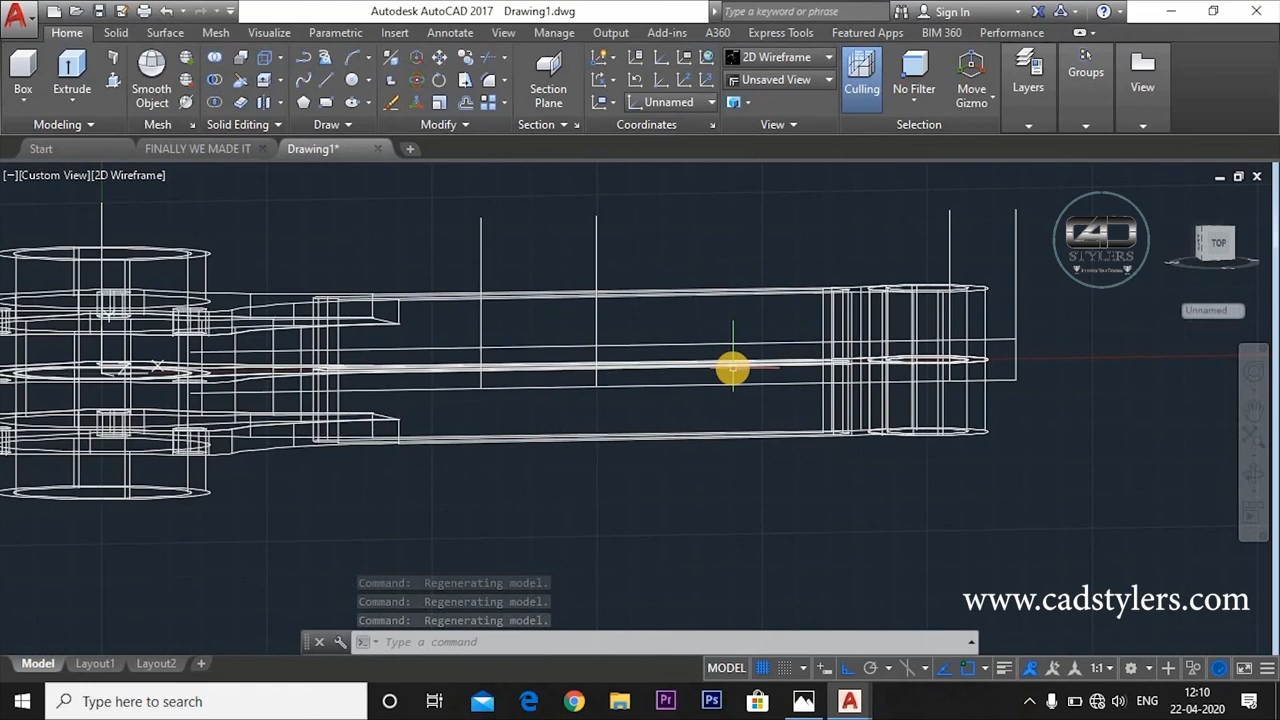 Autodesk AutoCAD 2017 Drawing1.dwg
Type a keyword or phrase
Sign In
Home Solid Surface Mesh Visualize Parametric Insert Annotate View Manage Output Add-ins A360 Express Tools Featured Apps BIM 360 Performance
Box
Extrude
Smooth
Object
Section
Plane
2D Wireframe
Unsaved View
Unnamed
Culling
No Filter
Move
Gizmo
Layers
Groups
View
Modeling
Mesh
Solid Editing
Draw
Modify
Section
Coordinates
View
Selection
Start
FINALLY WE MADE IT
Drawing1*
[−][Custom View][2D Wireframe]
CAD
STYLERS
TOP
Unnamed
X
Command: Regenerating model.
Command: Regenerating model.
Command: Regenerating model.
www.cadstylers.com
Type a command
Model Layout1 Layout2
MODEL
1:1
Type here to search
Pr
Ps
ENG
12:10
22-04-2020